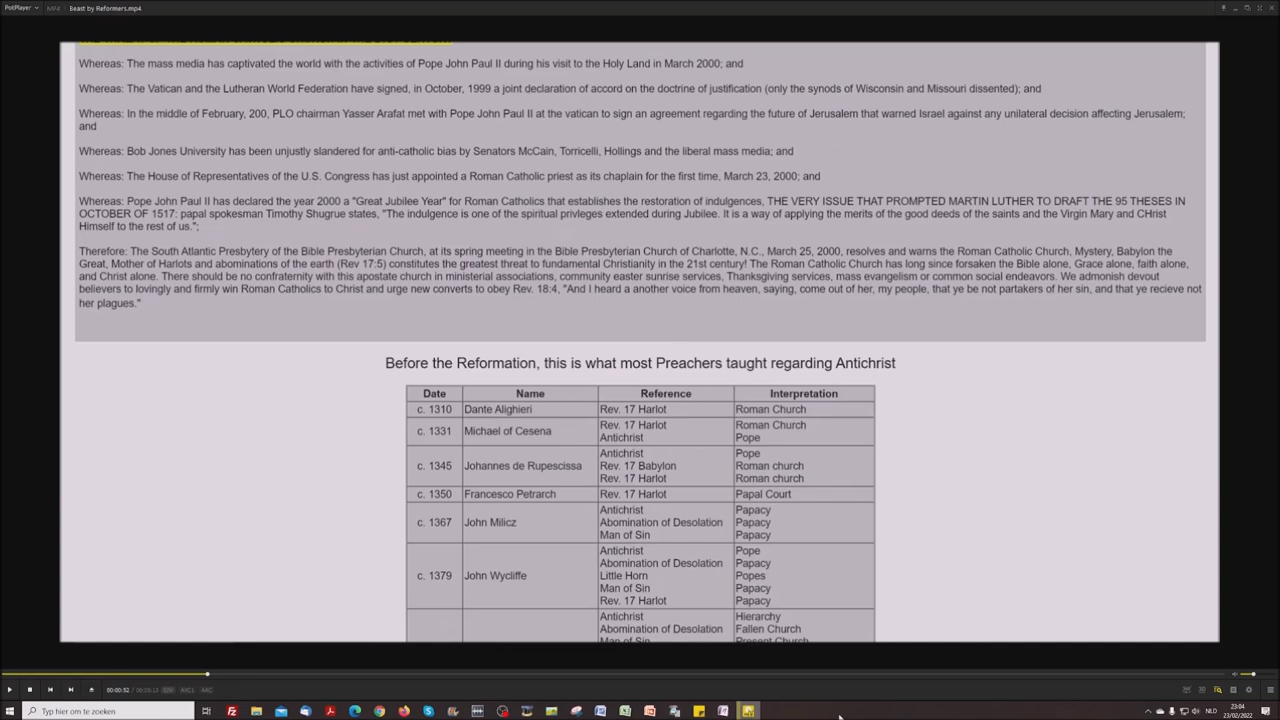 PotPlayer
MP4
Beast by Reformers.mp4
Whereas: The mass media has captivated the world with the activities of Pope John Paul II during his visit to the Holy Land in March 2000; and
Whereas: The Vatican and the Lutheran World Federation have signed, in October, 1999 a joint declaration of accord on the doctrine of justification (only the synods of Wisconsin and Missouri dissented); and
Whereas: In the middle of February, 200, PLO chairman Yasser Arafat met with Pope John Paul II at the vatican to sign an agreement regarding the future of Jerusalem that warned Israel against any unilateral decision affecting Jerusalem;
and
Whereas: Bob Jones University has been unjustly slandered for anti-catholic bias by Senators McCain, Torricelli, Hollings and the liberal mass media; and
Whereas: The House of Representatives of the U.S. Congress has just appointed a Roman Catholic priest as its chaplain for the first time, March 23, 2000; and
Whereas: Pope John Paul II has declared the year 2000 a "Great Jubilee Year" for Roman Catholics that establishes the restoration of indulgences, THE VERY ISSUE THAT PROMPTED MARTIN LUTHER TO DRAFT THE 95 THESES IN
OCTOBER OF 1517: papal spokesman Timothy Shugrue states, "The indulgence is one of the spiritual privleges extended during Jubilee. It is a way of applying the merits of the good deeds of the saints and the Virgin Mary and CHrist
Himself to the rest of us.";
Therefore: The South Atlantic Presbytery of the Bible Presbyterian Church, at its spring meeting in the Bible Presbyterian Church of Charlotte, N.C., March 25, 2000, resolves and warns the Roman Catholic Church, Mystery, Babylon the
Great, Mother of Harlots and abominations of the earth (Rev 17:5) constitutes the greatest threat to fundamental Christianity in the 21st century! The Roman Catholic Church has long since forsaken the Bible alone, Grace alone, faith alone,
and Christ alone. There should be no confraternity with this apostate church in ministerial associations, community easter sunrise services, Thanksgiving services, mass evangelism or common social endeavors. We admonish devout
believers to lovingly and firmly win Roman Catholics to Christ and urge new converts to obey Rev. 18:4, "And I heard a another voice from heaven, saying, come out of her, my people, that ye be not partakers of her sin, and that ye recieve not
her plagues."
Before the Reformation, this is what most Preachers taught regarding Antichrist
Date Name Reference Interpretation
c. 1310 Dante Alighieri Rev. 17 Harlot Roman Church
c. 1331 Michael of Cesena Rev. 17 Harlot Roman Church
Antichrist Pope
c. 1345 Johannes de Rupescissa Antichrist Pope
Rev. 17 Babylon Roman church
Rev. 17 Harlot Roman church
c. 1350 Francesco Petrarch Rev. 17 Harlot Papal Court
c. 1367 John Milicz Antichrist Papacy
Abomination of Desolation Papacy
Man of Sin Papacy
c. 1379 John Wycliffe Antichrist Pope
Abomination of Desolation Papacy
Little Horn Popes
Man of Sin Papacy
Rev. 17 Harlot Papacy
Antichrist Hierarchy
Abomination of Desolation Fallen Church
Man of Sin Present Church
00:00:52
Typ hier om te zoeken
NLD
23:04
23/02/2022